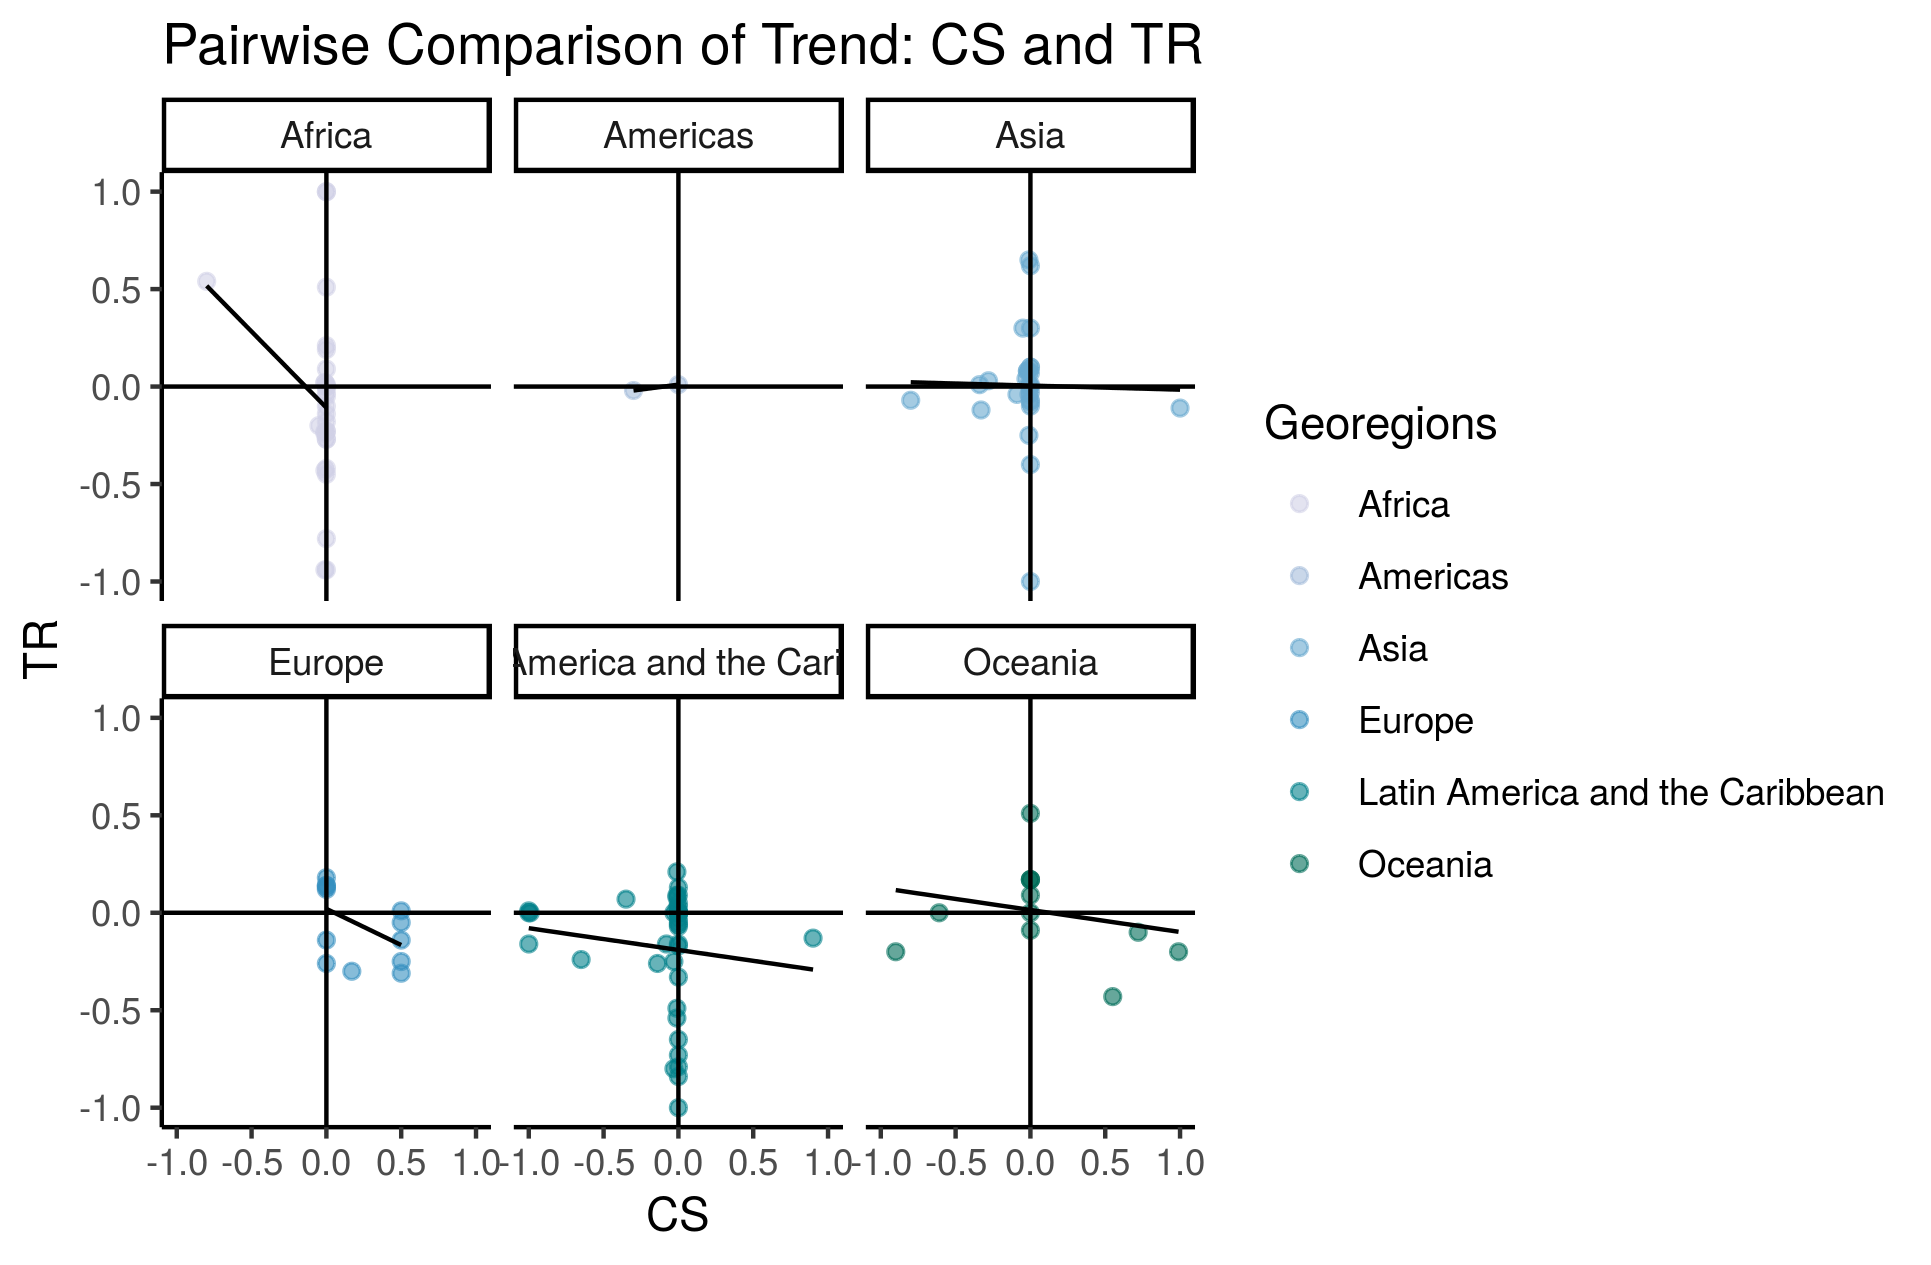 Pairwise Comparison of Trend: CS and TR
Africa Americas Asia
1.0
0.5
0.0
-0.5
-1.0
TR
Europe America and the Cari Oceania
1.0
0.5
0.0
-0.5
-1.0
-1.0 -0.5 0.0 0.5 1.0 -1.0 -0.5 0.0 0.5 1.0 -1.0 -0.5 0.0 0.5 1.0
CS
Georegions
Africa
Americas
Asia
Europe
Latin America and the Caribbean
Oceania